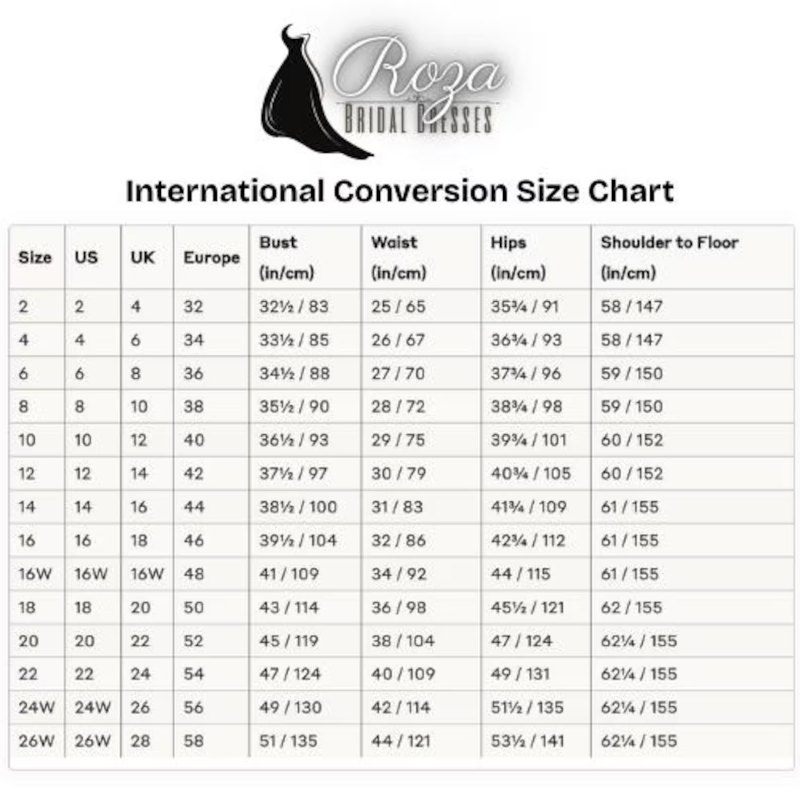 Roza
BRIDAL DRESSES
International Conversion Size Chart
Size US UK Europe Bust (in/cm) Waist (in/cm) Hips (in/cm) Shoulder to Floor (in/cm)
2 2 4 32 32½ / 83 25 / 65 35¾ / 91 58 / 147
4 4 6 34 33½ / 85 26 / 67 36¾ / 93 58 / 147
6 6 8 36 34½ / 88 27 / 70 37¾ / 96 59 / 150
8 8 10 38 35½ / 90 28 / 72 38¾ / 98 59 / 150
10 10 12 40 36½ / 93 29 / 75 39¾ / 101 60 / 152
12 12 14 42 37½ / 97 30 / 79 40¾ / 105 60 / 152
14 14 16 44 38½ / 100 31 / 83 41¾ / 109 61 / 155
16 16 18 46 39½ / 104 32 / 86 42¾ / 112 61 / 155
16W 16W 16W 48 41 / 109 34 / 92 44 / 115 61 / 155
18 18 20 50 43 / 114 36 / 98 45½ / 121 62 / 155
20 20 22 52 45 / 119 38 / 104 47 / 124 62¼ / 155
22 22 24 54 47 / 124 40 / 109 49 / 131 62¼ / 155
24W 24W 26 56 49 / 130 42 / 114 51½ / 135 62¼ / 155
26W 26W 28 58 51 / 135 44 / 121 53½ / 141 62¼ / 155